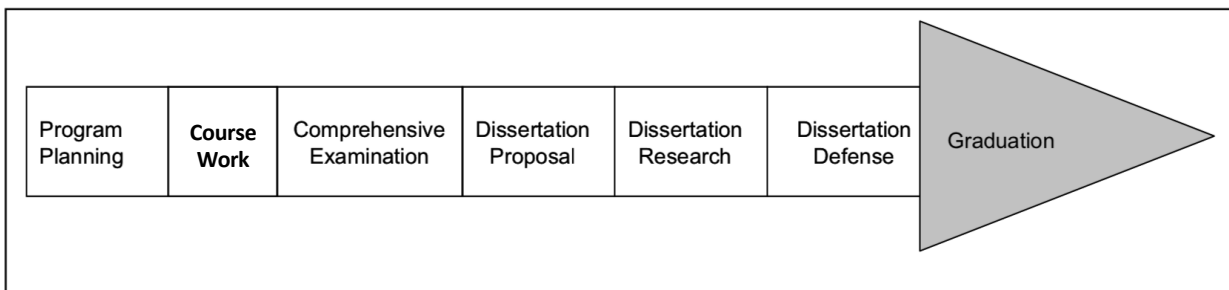 Program
Planning
Course
Work
Comprehensive
Examination
Dissertation
Proposal
Dissertation
Research
Dissertation
Defense
Graduation